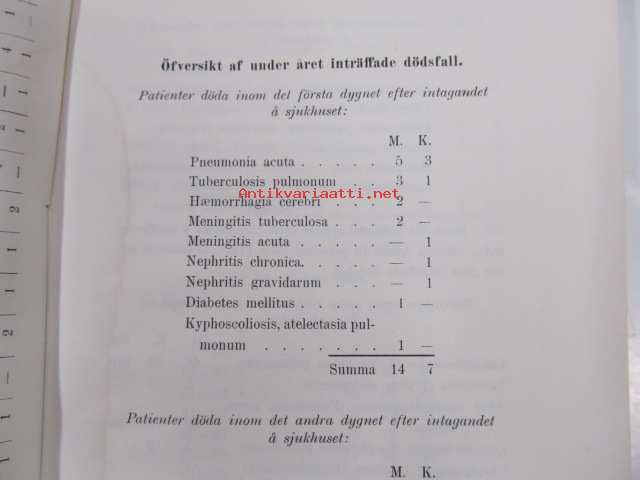 Öfversikt af under året inträffade dödsfall.
Patienter döda inom det första dygnet efter intagandet
å sjukhuset:
M. K.
Pneumonia acuta . . . . . 5 3
Tuberculosis pulmonum . . 3 1
Antikvariaatti.net
Hæmorrhagia cerebri . . . 2 —
Meningitis tuberculosa . . . 2 —
Meningitis acuta . . . . — 1
Nephritis chronica. . . . . — 1
Nephritis gravidarum . . . — 1
Diabetes mellitus . . . . . 1 —
Kyphoscoliosis, atelectasia pul-
monum . . . . . . . 1 —
Summa 14 7
Patienter döda inom det andra dygnet efter intagandet
å sjukhuset:
M. K.